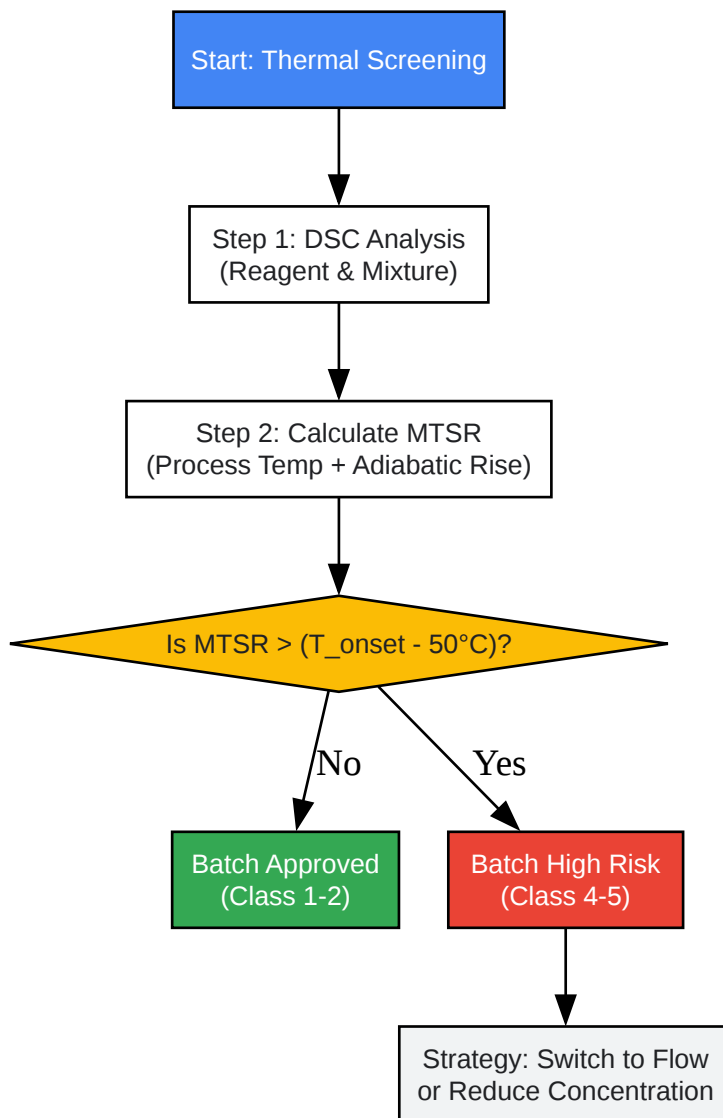 Start: Thermal Screening
Step 1: DSC Analysis
(Reagent & Mixture)
Step 2: Calculate MTSR
(Process Temp + Adiabatic Rise)
Is MTSR > (T_onset - 50°C)?
No
Yes
Batch Approved
(Class 1-2)
Batch High Risk
(Class 4-5)
Strategy: Switch to Flow
or Reduce Concentration